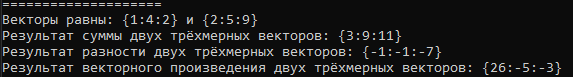 ====================
Векторы равны: {1:4:2} и {2:5:9}
Результат суммы двух трёхмерных векторов: {3:9:11}
Результат разности двух трёхмерных векторов: {-1:-1:-7}
Результат векторного произведения двух трёхмерных векторов: {26:-5:-3}